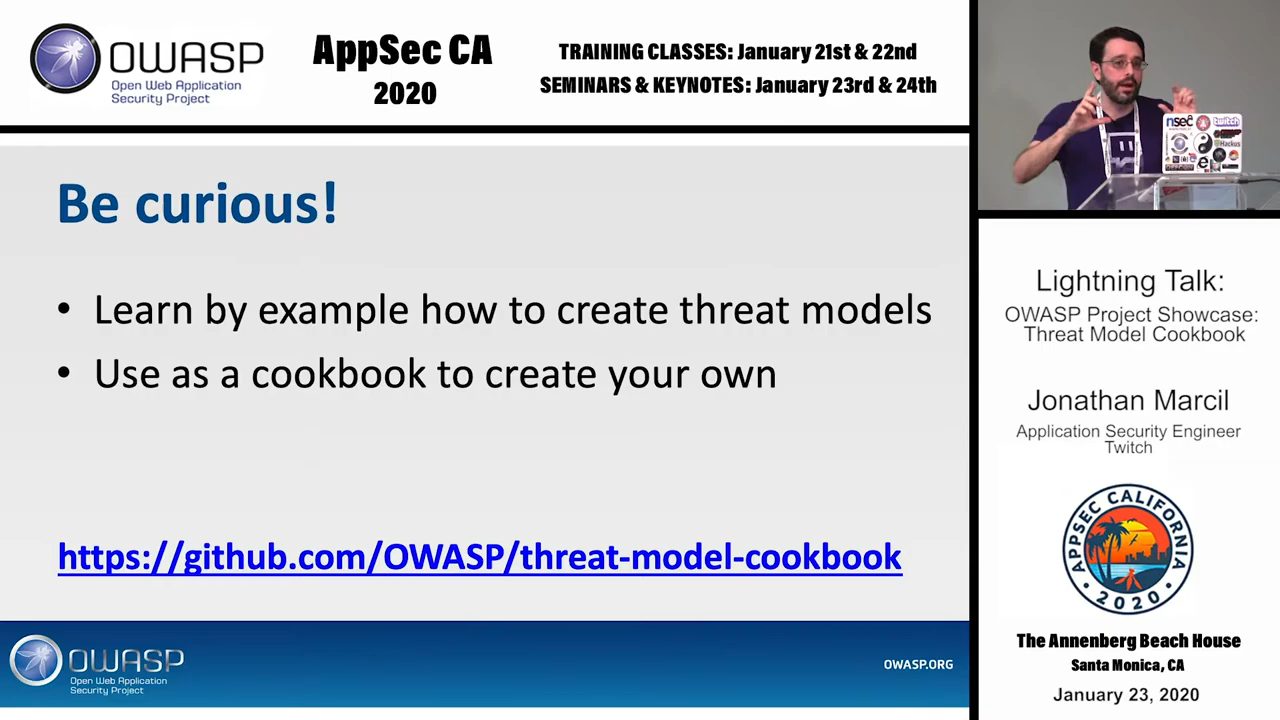 OWASP
Open Web Application
Security Project
AppSec CA
2020
TRAINING CLASSES: January 21st & 22nd
SEMINARS & KEYNOTES: January 23rd & 24th
Be curious!
• Learn by example how to create threat models
• Use as a cookbook to create your own
https://github.com/OWASP/threat-model-cookbook
OWASP
Open Web Application
Security Project
OWASP.ORG
nsec
twitch
Hackus
Lightning Talk:
OWASP Project Showcase:
Threat Model Cookbook
Jonathan Marcil
Application Security Engineer
Twitch
APPSEC CALIFORNIA
• 2020 •
The Annenberg Beach House
Santa Monica, CA
January 23, 2020